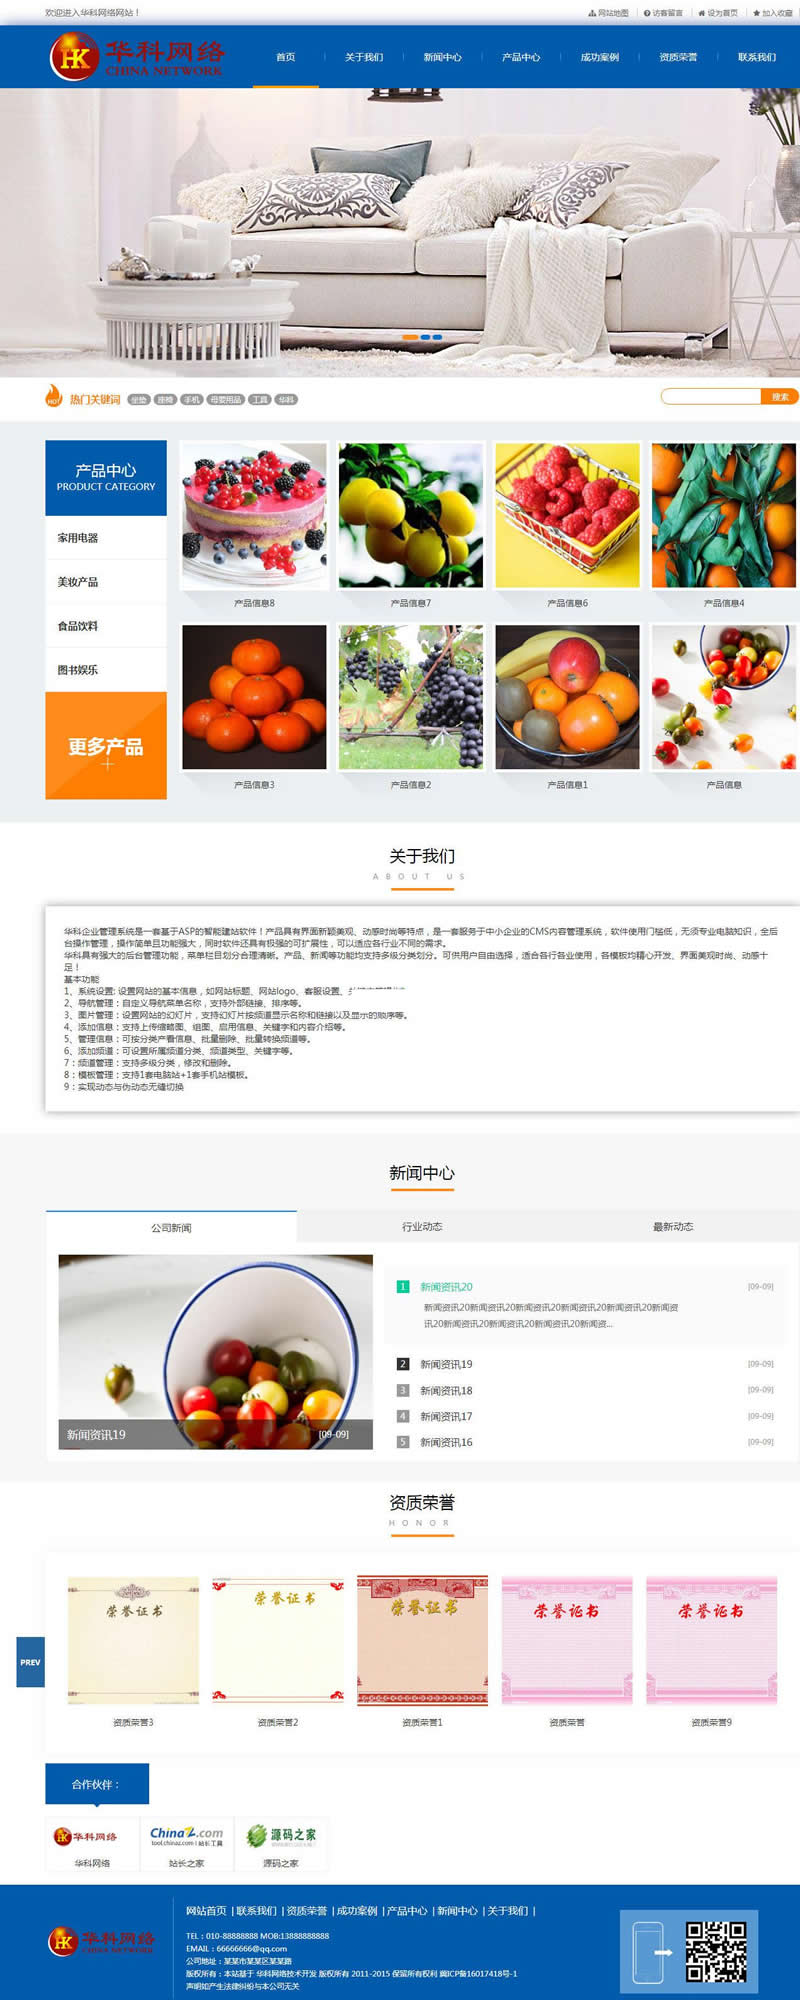 欢迎进入华科网络网站！
网站地图 访客留言 设为首页 加入收藏
HK 华科网络
CHINA NETWORK
首页 关于我们 新闻中心 产品中心 成功案例 资质荣誉 联系我们
HOT 热门关键词 坐垫 座椅 手机 母婴用品 工具 华科 搜索
产品中心
PRODUCT CATEGORY
家用电器
美妆产品
食品饮料
图书娱乐
更多产品
产品信息8 产品信息7 产品信息6 产品信息4
产品信息3 产品信息2 产品信息1 产品信息
关于我们
ABOUT US
华科企业管理系统是一套基于ASP的智能建站软件！产品具有界面新颖美观、动感时尚等特点，是一套服务于中小企业的CMS内容管理系统，软件使用门槛低，无须专业电脑知识，全后
台操作管理，操作简单且功能强大，同时软件还具有极强的可扩展性，可以适应各行业不同的需求。
华科具有强大的后台管理功能，菜单栏目划分合理清晰。产品、新闻等功能均支持多级分类划分。可供用户自由选择，适合各行各业使用，各模板均精心开发、界面美观时尚、动感十
足！
基本功能
1、系统设置: 设置网站的基本信息，如网站标题、网站logo、客服设置、
2、导航管理：自定义导航菜单名称，支持外部链接、排序等。
3、图片管理：设置网站的幻灯片，支持幻灯片按频道显示名称和链接以及显示的顺序等。
4、添加信息：支持上传缩略图、组图、启用信息、关键字和内容介绍等。
5、管理信息：可按分类产看信息、批量删除、批量转换频道等。
6、添加频道：可设置所属频道分类、频道类型、关键字等。
7：频道管理：支持多级分类，修改和删除。
8：模板管理：支持1套电脑站+1套手机站模板。
9：实现动态与伪动态无缝切换
新闻中心
公司新闻 行业动态 最新动态
新闻资讯19 [09-09]
1 新闻资讯20 [09-09]
新闻资讯20新闻资讯20新闻资讯20新闻资讯20新闻资讯20新闻资
讯20新闻资讯20新闻资讯20新闻资讯20新闻资...
2 新闻资讯19 [09-09]
3 新闻资讯18 [09-09]
4 新闻资讯17 [09-09]
5 新闻资讯16 [09-09]
资质荣誉
HONOR
荣誉证书 荣誉证书 荣誉证书 荣誉证书 荣誉证书
PREV
资质荣誉3 资质荣誉2 资质荣誉1 资质荣誉 资质荣誉9
合作伙伴：
HK 华科网络 ChinaZ.com 源码之家
tool.chinaz.com | 站长工具
华科网络 站长之家 源码之家
网站首页 | 联系我们 | 资质荣誉 | 成功案例 | 产品中心 | 新闻中心 | 关于我们 |
HK 华科网络
CHINA NETWORK
TEL：010-88888888 MOB:13888888888
EMAIL：66666666@qq.com
公司地址：某某市某某区某某路
版权所有：本站基于 华科网络技术开发 版权所有 2011-2015 保留所有权利 冀ICP备16017418号-1
声明如产生法律纠纷与本公司无关